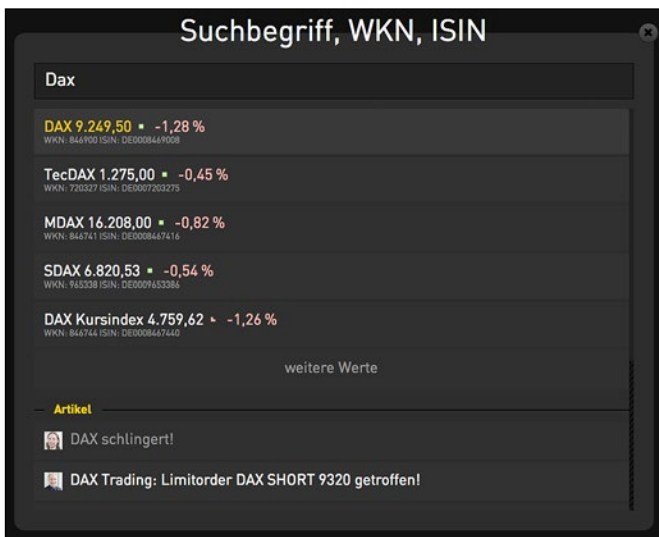 Suchbegriff, WKN, ISIN
Dax
DAX 9.249,50 -1,28 %
WKN: 846900 ISIN: DE0008469008
TecDAX 1.275,00 -0,45 %
WKN: 720327 ISIN: DE0007203275
MDAX 16.208,00 -0,82 %
WKN: 846741 ISIN: DE0008467416
SDAX 6.820,53 -0,54 %
WKN: 965338 ISIN: DE0009653386
DAX Kursindex 4.759,62 -1,26 %
WKN: 846744 ISIN: DE0008467440
weitere Werte
Artikel
DAX schlingert!
DAX Trading: Limitorder DAX SHORT 9320 getroffen!